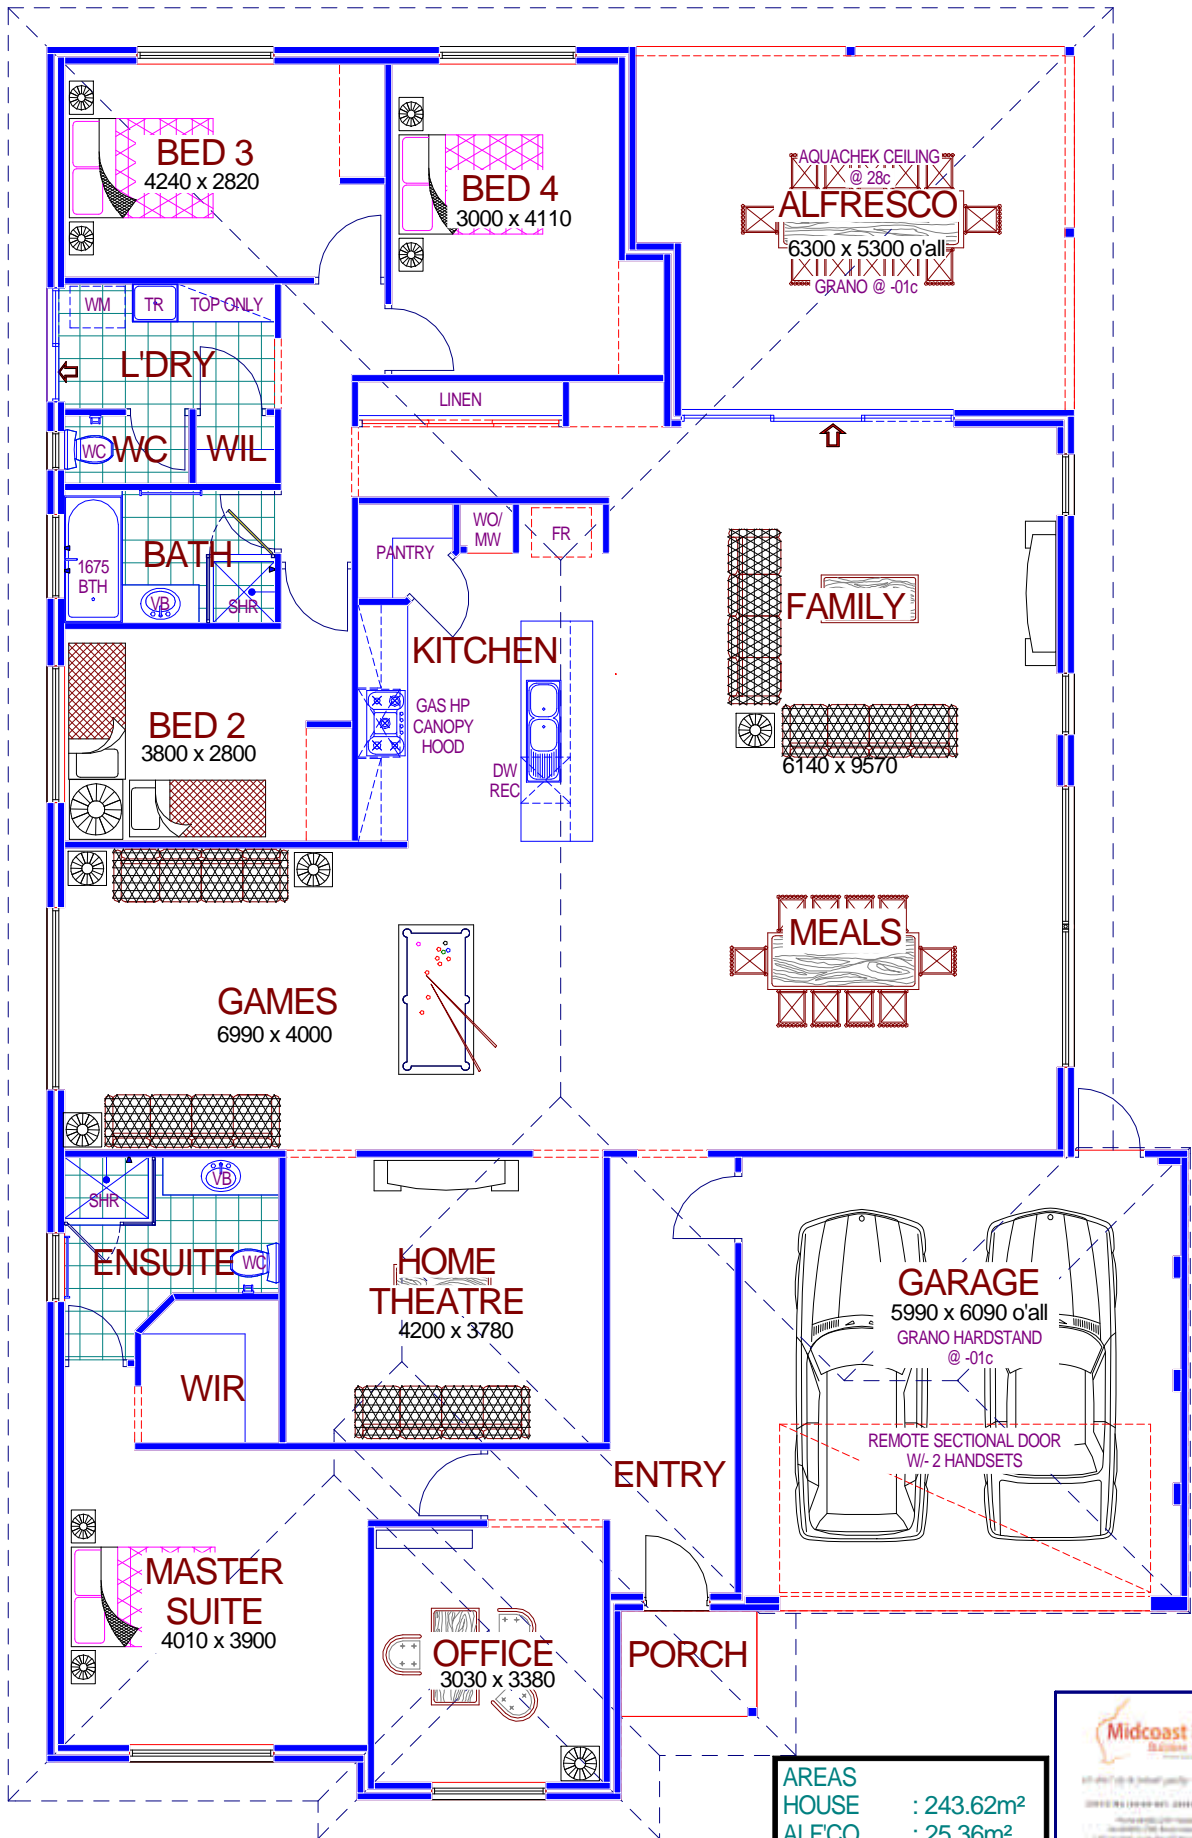 BED 3
4240 x 2820
BED 4
3000 x 4110
AQUACHEK CEILING
@ 28c
ALFRESCO
6300 x 5300 o'all
GRANO @ -01c
WM
TR
TOP ONLY
L'DRY
LINEN
WC
WC
WIL
WO/
MW
FR
PANTRY
BATH
1675
BTH
VB
SHR
FAMILY
KITCHEN
GAS HP
CANOPY
HOOD
BED 2
3800 x 2800
DW
REC
6140 x 9570
MEALS
GAMES
6990 x 4000
VB
SHR
ENSUITE
WC
HOME
THEATRE
4200 x 3780
GARAGE
5990 x 6090 o'all
GRANO HARDSTAND
@ -01c
WIR
REMOTE SECTIONAL DOOR
W/- 2 HANDSETS
ENTRY
MASTER
SUITE
4010 x 3900
OFFICE
3030 x 3380
PORCH
Midcoast
AREAS
HOUSE : 243.62m²
ALF'CO : 25.36m²